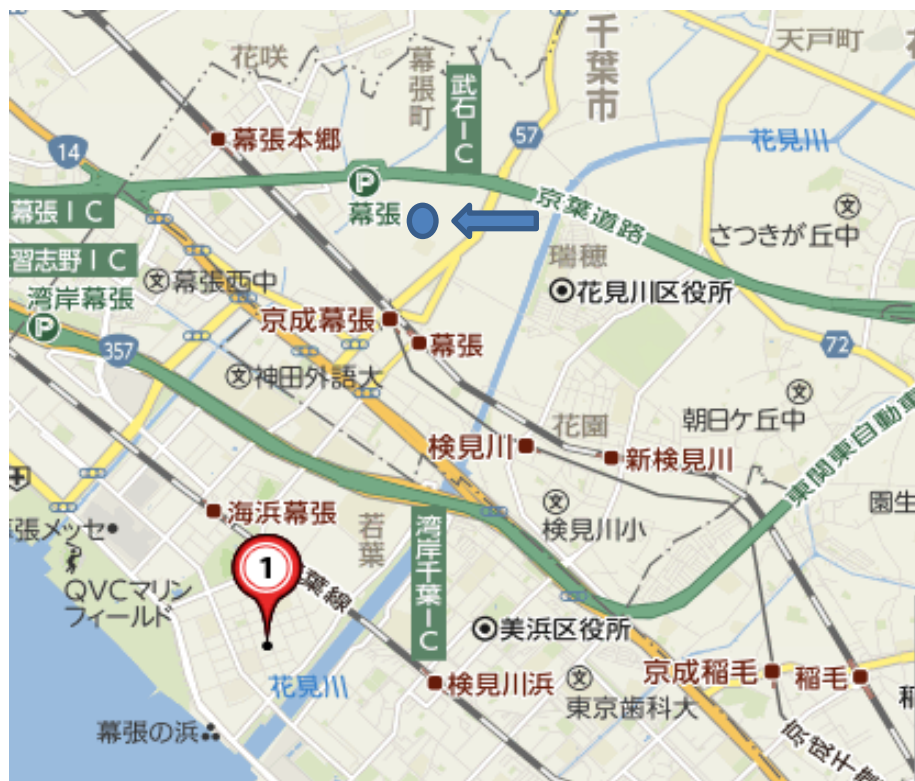 花咲
幕張町
武石IC
千葉市
天戸町
57
14
幕張本郷
花見川
P
幕張
幕張IC
京葉道路
文
さつきが丘中
習志野IC
文幕張西中
瑞穂
花見川区役所
湾岸幕張
P
京成幕張
幕張
357
72
文神田外語大
文
朝日ケ丘中
花園
検見川
新検見川
東関東自動車
海浜幕張
若葉
文
検見川小
園生
張メッセ
湾岸千葉IC
1
QVCマリン
フィールド
葉線
美浜区役所
花見川
検見川浜
文
東京歯科大
京成稲毛
稲毛
稲
幕張の浜
京成千